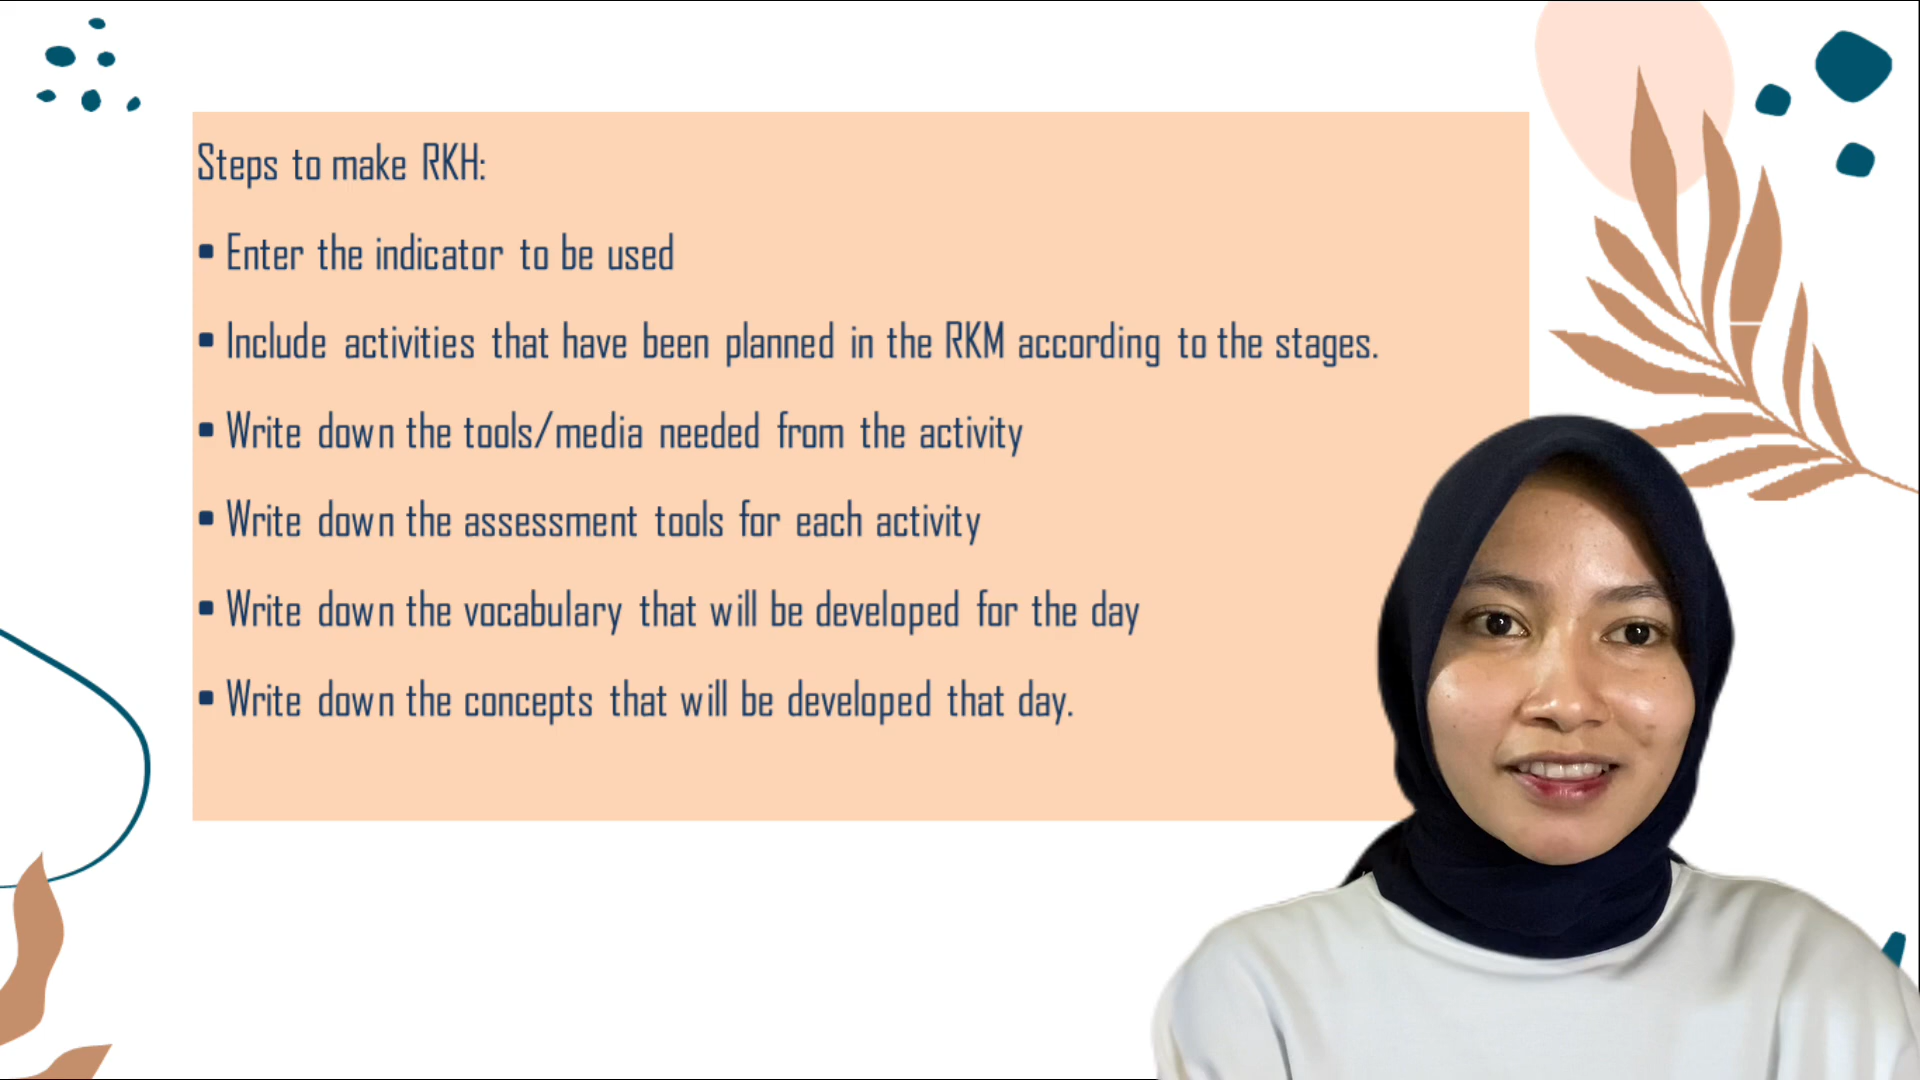 Steps to make RKH:
▪ Enter the indicator to be used
▪ Include activities that have been planned in the RKM according to the stages.
▪ Write down the tools/media needed from the activity
▪ Write down the assessment tools for each activity
▪ Write down the vocabulary that will be developed for the day
▪ Write down the concepts that will be developed that day.